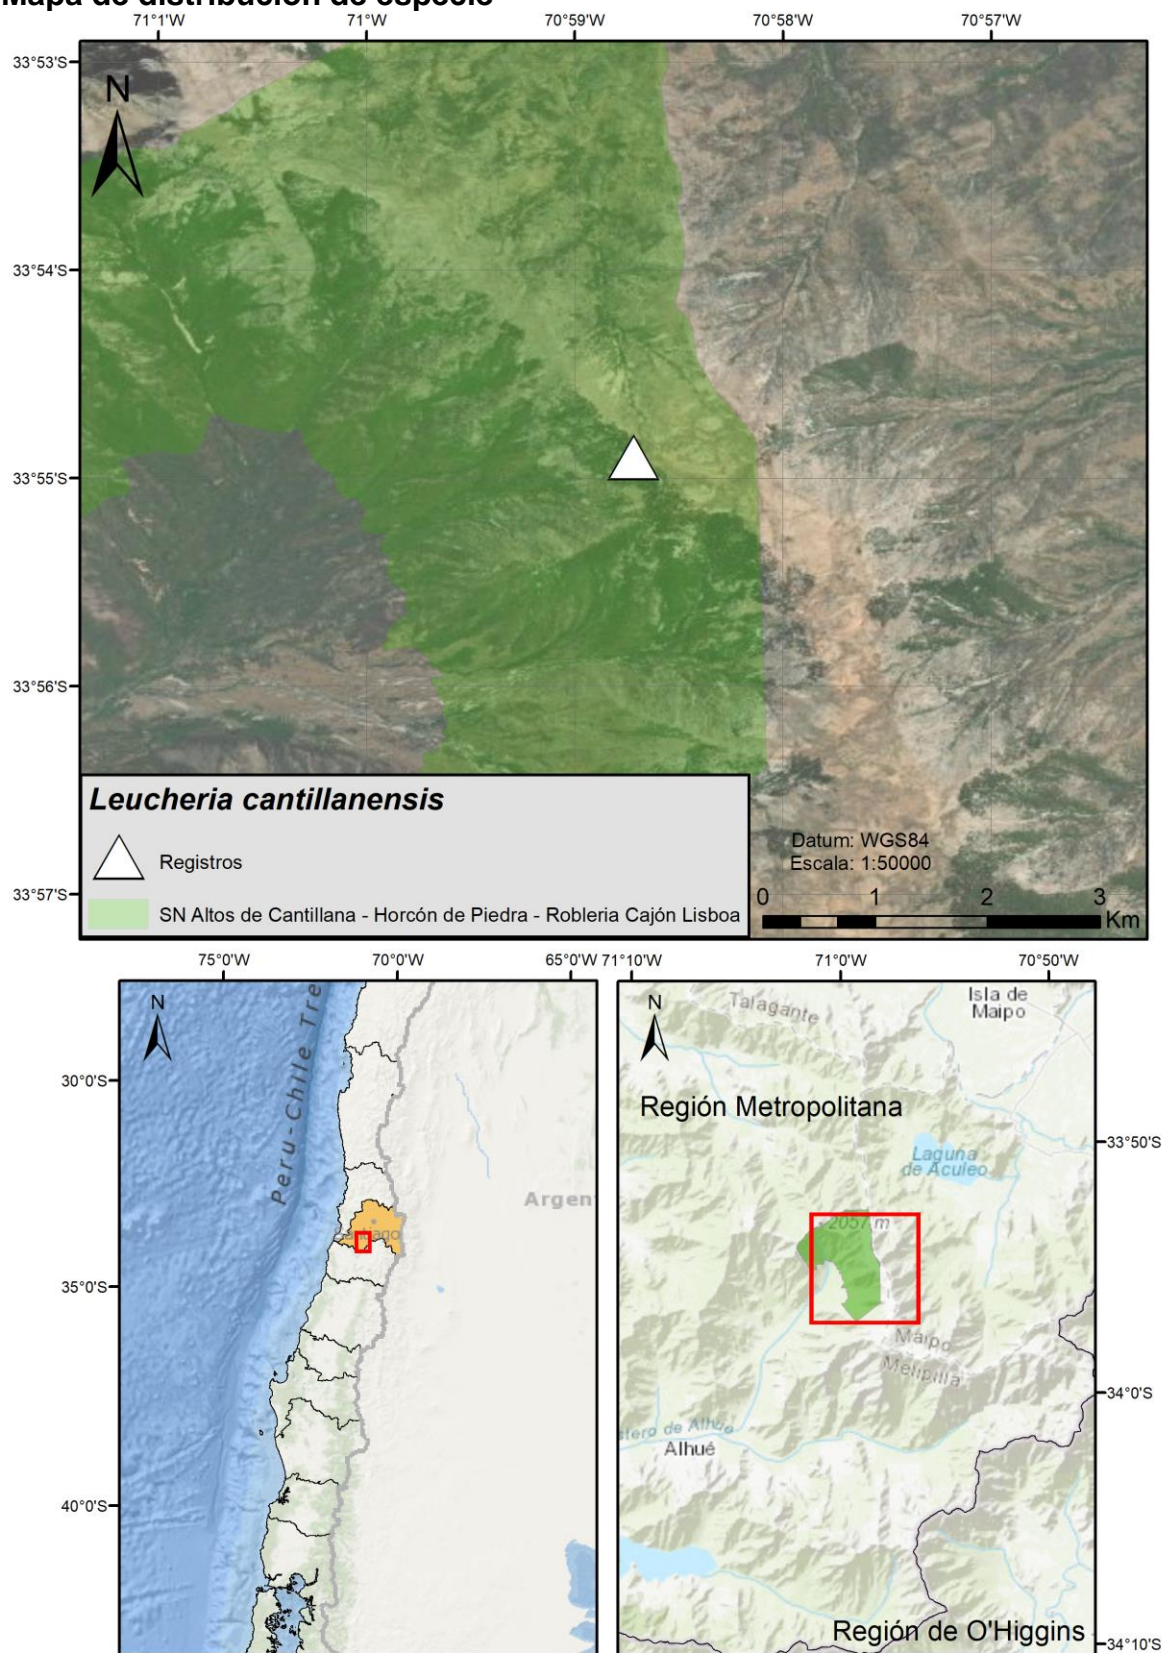 Mapa de distribución de especie
71°1'W 71°W 70°59'W 70°58'W 70°57'W
33°53'S
N
33°54'S
33°55'S
33°56'S
33°57'S
Leucheria cantillanensis
Registros
SN Altos de Cantillana - Horcón de Piedra - Robleria Cajón Lisboa
Datum: WGS84
Escala: 1:50000
0 1 2 3
Km
75°0'W 70°0'W 65°0'W
N
30°0'S
35°0'S
40°0'S
Peru-Chile Tre
Argen
71°10'W 71°0'W 70°50'W
N
Talagante
Isla de
Maipo
Región Metropolitana
Laguna
de Aculeo
33°50'S
2057 m
Maipo
Melipilla
34°0'S
stero de Alhué
Alhué
Región de O'Higgins
34°10'S